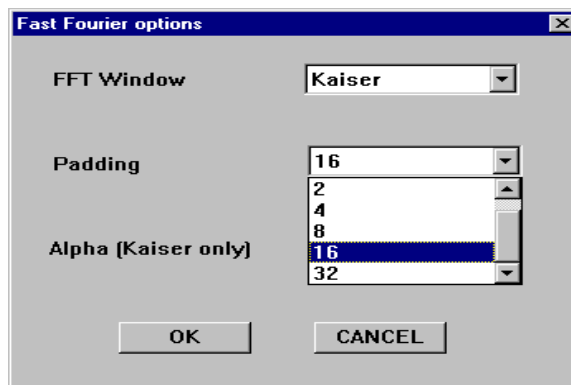 Fast Fourier options
FFT Window
Kaiser
Padding
16
2
4
8
16
32
Alpha (Kaiser only)
OK
CANCEL